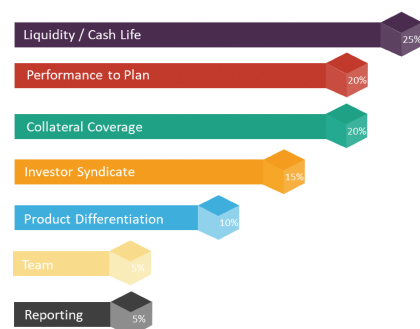 Liquidity / Cash Life 25%
Performance to Plan 20%
Collateral Coverage 20%
Investor Syndicate 15%
Product Differentiation 10%
Team 5%
Reporting 5%